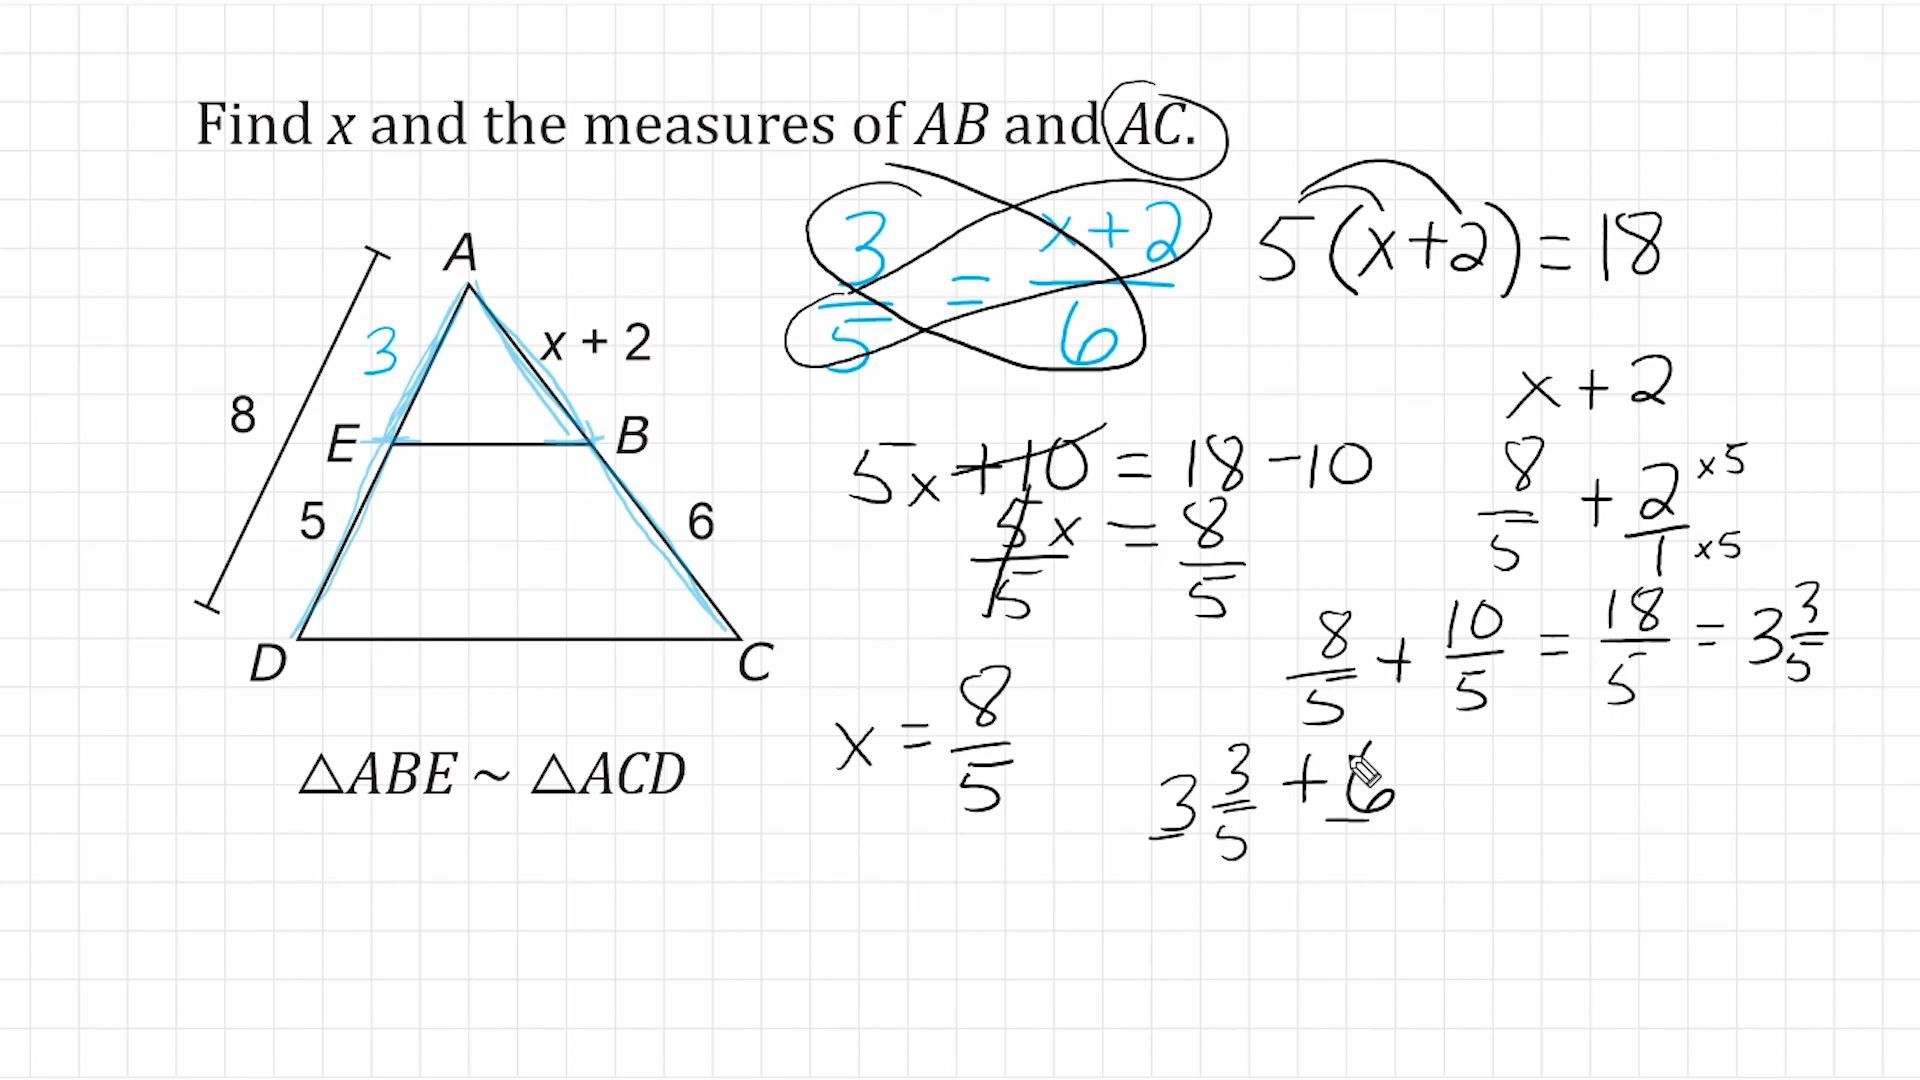 Find x and the measures of AB and AC.
A
3
x + 2
8
E
B
5
6
D
C
△ABE ~ △ACD
3/5 = x+2/6
5(x+2) = 18
5x +10 = 18 -10
5x/5 = 8/5
x = 8/5
x + 2
8/5 + 2/1 x5 x5
8/5 + 10/5 = 18/5 = 3 3/5
3 3/5 + 6